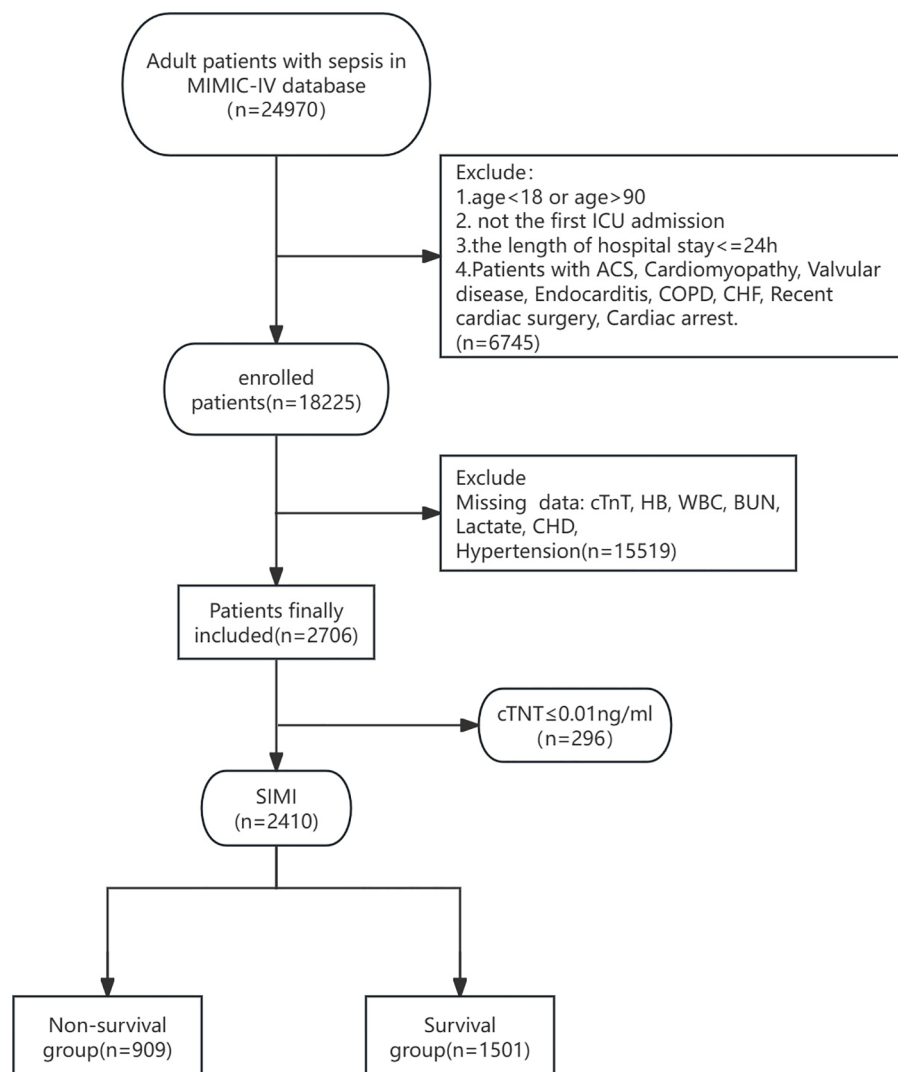 Adult patients with sepsis in
MIMIC-IV database
(n=24970)
Exclude:
1.age<18 or age>90
2. not the first ICU admission
3.the length of hospital stay<=24h
4.Patients with ACS, Cardiomyopathy, Valvular
disease, Endocarditis, COPD, CHF, Recent
cardiac surgery, Cardiac arrest.
(n=6745)
enrolled
patients(n=18225)
Exclude
Missing  data: cTnT, HB, WBC, BUN,
Lactate, CHD,
Hypertension(n=15519)
Patients finally
included(n=2706)
cTNT≤0.01ng/ml
(n=296)
SIMI
(n=2410)
Non-survival
group(n=909)
Survival
group(n=1501)